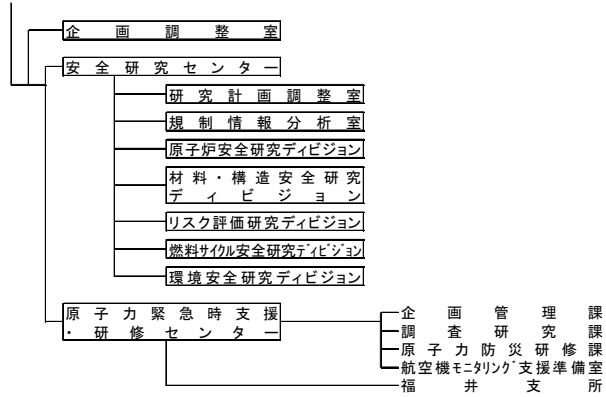 企画調整室
安全研究センター
研究計画調整室
規制情報分析室
原子炉安全研究ディビジョン
材料・構造安全研究
ディビジョン
リスク評価研究ディビジョン
燃料サイクル安全研究ディビジョン
環境安全研究ディビジョン
原子力緊急時支援
・研修センター
企画管理課
調査研究課
原子力防災研修課
航空機モニタリング支援準備室
福井支所